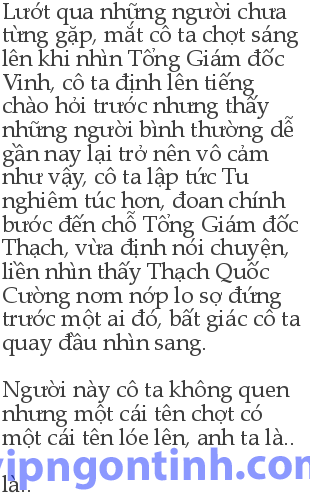 Lướt qua những người chưa
từng gặp, mắt cô ta chợt sáng
lên khi nhìn Tổng Giám đốc
Vinh, cô ta định lên tiếng
chào hỏi trước nhưng thấy
những người bình thường dễ
gần nay lại trở nên vô cảm
như vậy, cô ta lập tức Tu
nghiêm túc hơn, đoan chính
bước đến chỗ Tổng Giám đốc
Thạch, vừa định nói chuyện,
liền nhìn thấy Thạch Quốc
Cường nơm nớp lo sợ đứng
trước một ai đó, bất giác cô ta
quay đầu nhìn sang.
Người này cô ta không quen
nhưng một cái tên chợt có
một cái tên lóe lên, anh ta là..
vipngontinh.com
là..